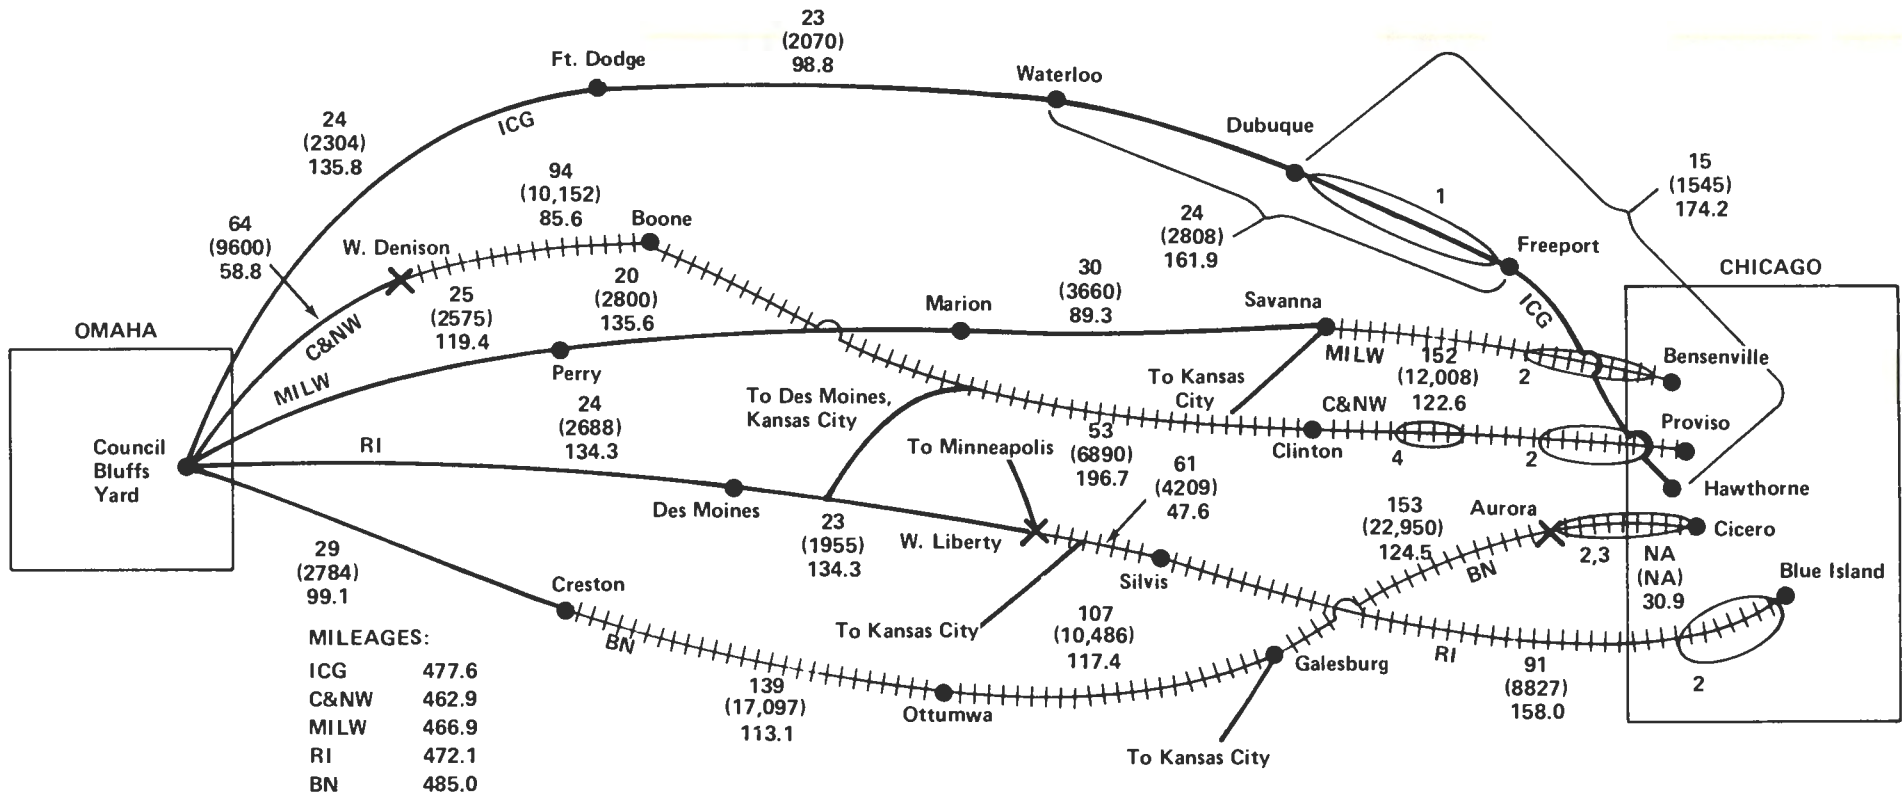 23
(2070)
98.8
Ft. Dodge
Waterloo
ICG
24
(2304)
135.8
Dubuque
15
(1545)
174.2
1
94
(10,152)
85.6
Boone
24
(2808)
161.9
64
(9600)
58.8
W. Denison
Freeport
CHICAGO
ICG
C&NW
25
(2575)
119.4
20
(2800)
135.6
Marion
30
(3660)
89.3
Savanna
OMAHA
MILW
Perry
MILW
152
(12,008)
122.6
2
Bensenville
To Des Moines,
Kansas City
To Kansas
City
C&NW
Proviso
24
(2688)
134.3
RI
Council
Bluffs
Yard
To Minneapolis
53
(6890)
196.7
Clinton
4
2
61
(4209)
47.6
Hawthorne
Des Moines
23
(1955)
134.3
W. Liberty
153
(22,950)
124.5
Aurora
Cicero
2,3
NA
(NA)
30.9
BN
Silvis
Blue Island
29
(2784)
99.1
Creston
To Kansas City
107
(10,486)
117.4
BN
Galesburg
RI
91
(8827)
158.0
2
139
(17,097)
113.1
Ottumwa
To Kansas City
MILEAGES:
ICG 477.6
C&NW 462.9
MILW 466.9
RI 472.1
BN 485.0